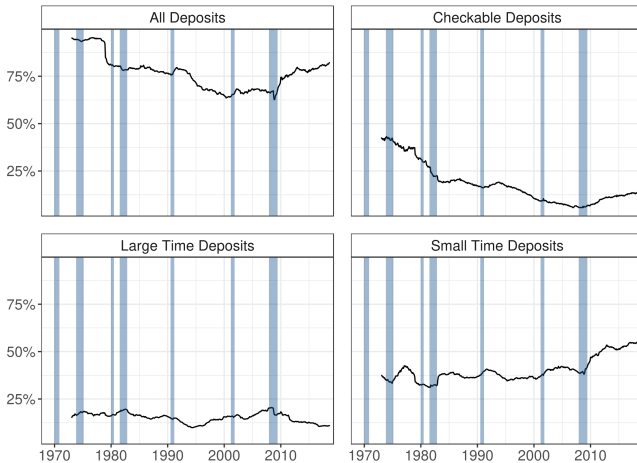 All Deposits
Checkable Deposits
75%
50%
25%
Large Time Deposits
Small Time Deposits
75%
50%
25%
1970 1980 1990 2000 2010
1970 1980 1990 2000 2010